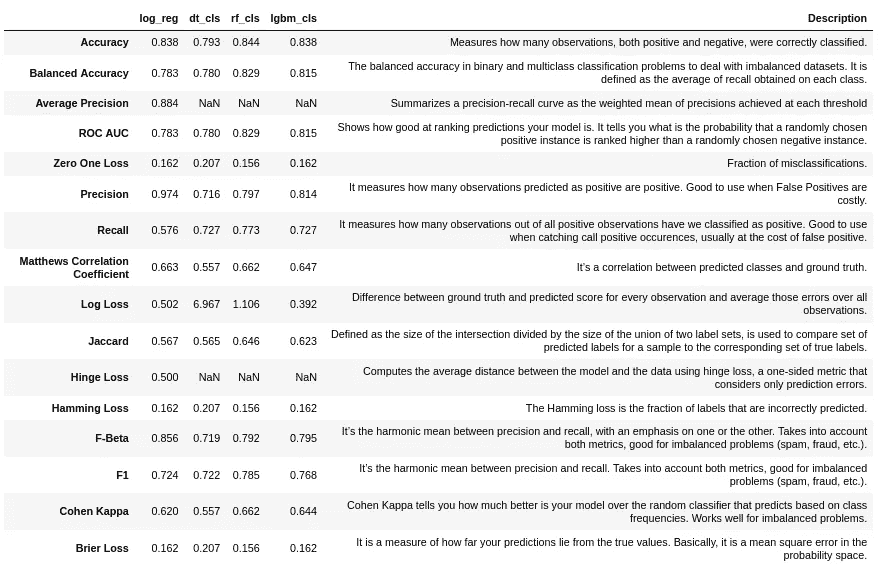 log_reg dt_cls rf_cls lgbm_cls Description
Accuracy 0.838 0.793 0.844 0.838 Measures how many observations, both positive and negative, were correctly classified.
Balanced Accuracy 0.783 0.780 0.829 0.815 The balanced accuracy in binary and multiclass classification problems to deal with imbalanced datasets. It is
defined as the average of recall obtained on each class.
Average Precision 0.884 NaN NaN NaN Summarizes a precision-recall curve as the weighted mean of precisions achieved at each threshold
ROC AUC 0.783 0.780 0.829 0.815 Shows how good at ranking predictions your model is. It tells you what is the probability that a randomly chosen
positive instance is ranked higher than a randomly chosen negative instance.
Zero One Loss 0.162 0.207 0.156 0.162 Fraction of misclassifications.
Precision 0.974 0.716 0.797 0.814 It measures how many observations predicted as positive are positive. Good to use when False Positives are
costly.
Recall 0.576 0.727 0.773 0.727 It measures how many observations out of all positive observations have we classified as positive. Good to use
when catching call positive occurences, usually at the cost of false positive.
Matthews Correlation
Coefficient 0.663 0.557 0.662 0.647 It's a correlation between predicted classes and ground truth.
Log Loss 0.502 6.967 1.106 0.392 Difference between ground truth and predicted score for every observation and average those errors over all
observations.
Jaccard 0.567 0.565 0.646 0.623 Defined as the size of the intersection divided by the size of the union of two label sets, is used to compare set of
predicted labels for a sample to the corresponding set of true labels.
Hinge Loss 0.500 NaN NaN NaN Computes the average distance between the model and the data using hinge loss, a one-sided metric that
considers only prediction errors.
Hamming Loss 0.162 0.207 0.156 0.162 The Hamming loss is the fraction of labels that are incorrectly predicted.
F-Beta 0.856 0.719 0.792 0.795 It's the harmonic mean between precision and recall, with an emphasis on one or the other. Takes into account
both metrics, good for imbalanced problems (spam, fraud, etc.).
F1 0.724 0.722 0.785 0.768 It's the harmonic mean between precision and recall. Takes into account both metrics, good for imbalanced
problems (spam, fraud, etc.).
Cohen Kappa 0.620 0.557 0.662 0.644 Cohen Kappa tells you how much better is your model over the random classifier that predicts based on class
frequencies. Works well for imbalanced problems.
Brier Loss 0.162 0.207 0.156 0.162 It is a measure of how far your predictions lie from the true values. Basically, it is a mean square error in the
probability space.